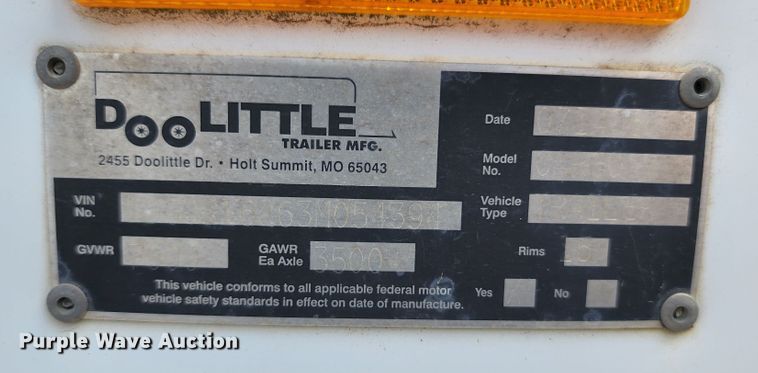 DOOLITTLE
TRAILER MFG.
2455 Doolittle Dr. • Holt Summit, MO 65043
Date
Model
No.
VIN
No.
Vehicle
Type
GVWR
GAWR
Ea Axle
3500
Rims
15
This vehicle conforms to all applicable federal motor
vehicle safety standards in effect on date of manufacture.
Yes
No
Purple Wave Auction